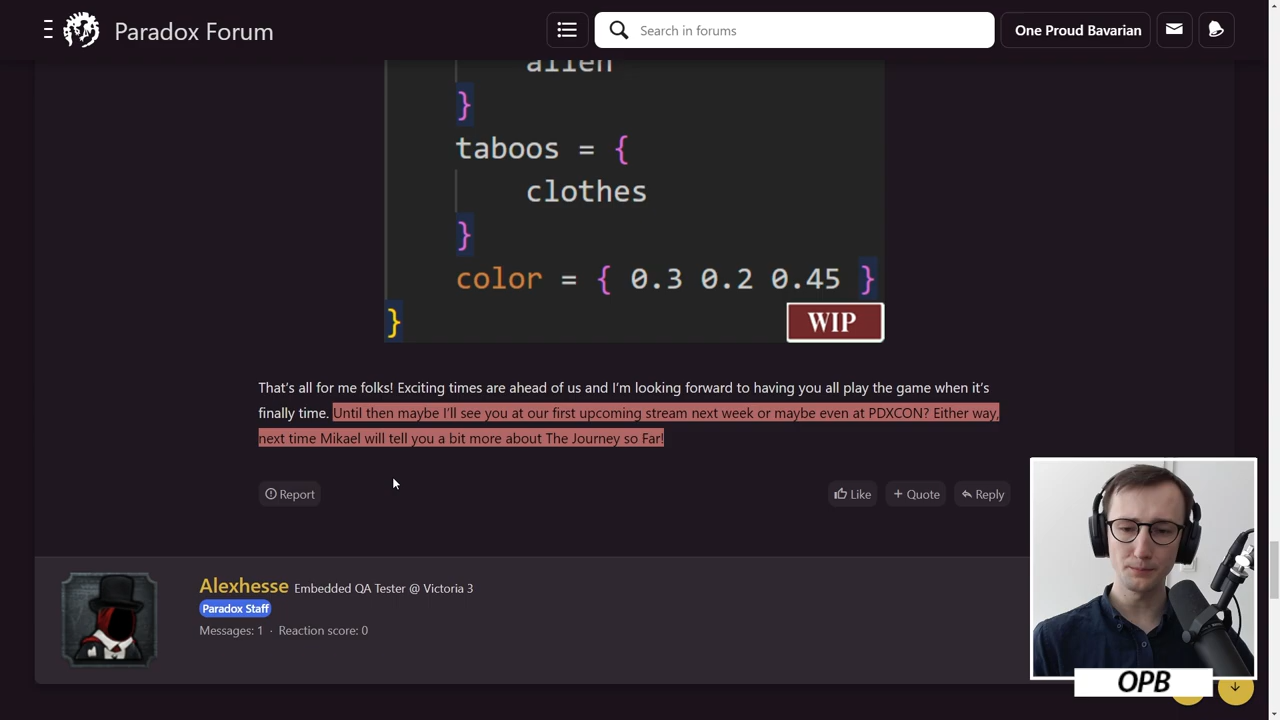 Paradox Forum
Search in forums
One Proud Bavarian
alien
}
taboos = {
clothes
}
color = { 0.3 0.2 0.45 }
}
WIP
That’s all for me folks! Exciting times are ahead of us and I’m looking forward to having you all play the game when it’s
finally time. Until then maybe I’ll see you at our first upcoming stream next week or maybe even at PDXCON? Either way,
next time Mikael will tell you a bit more about The Journey so Far!
Report
Like
+ Quote
Reply
Alexhesse Embedded QA Tester @ Victoria 3
Paradox Staff
Messages: 1 · Reaction score: 0
OPB